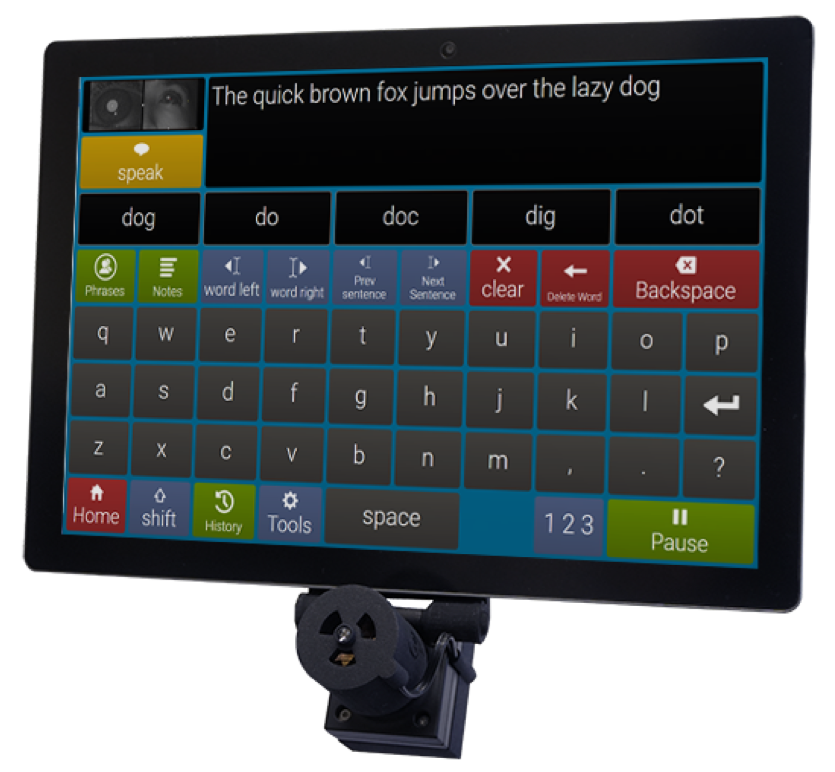 The quick brown fox jumps over the lazy dog
speak
dog do doc dig dot
Phrases Notes word left word right Prev sentence Next Sentence clear Delete Word Backspace
q w e r t y u i o p
a s d f g h j k l
z x c v b n m , . ?
Home shift History Tools space 1 2 3 Pause